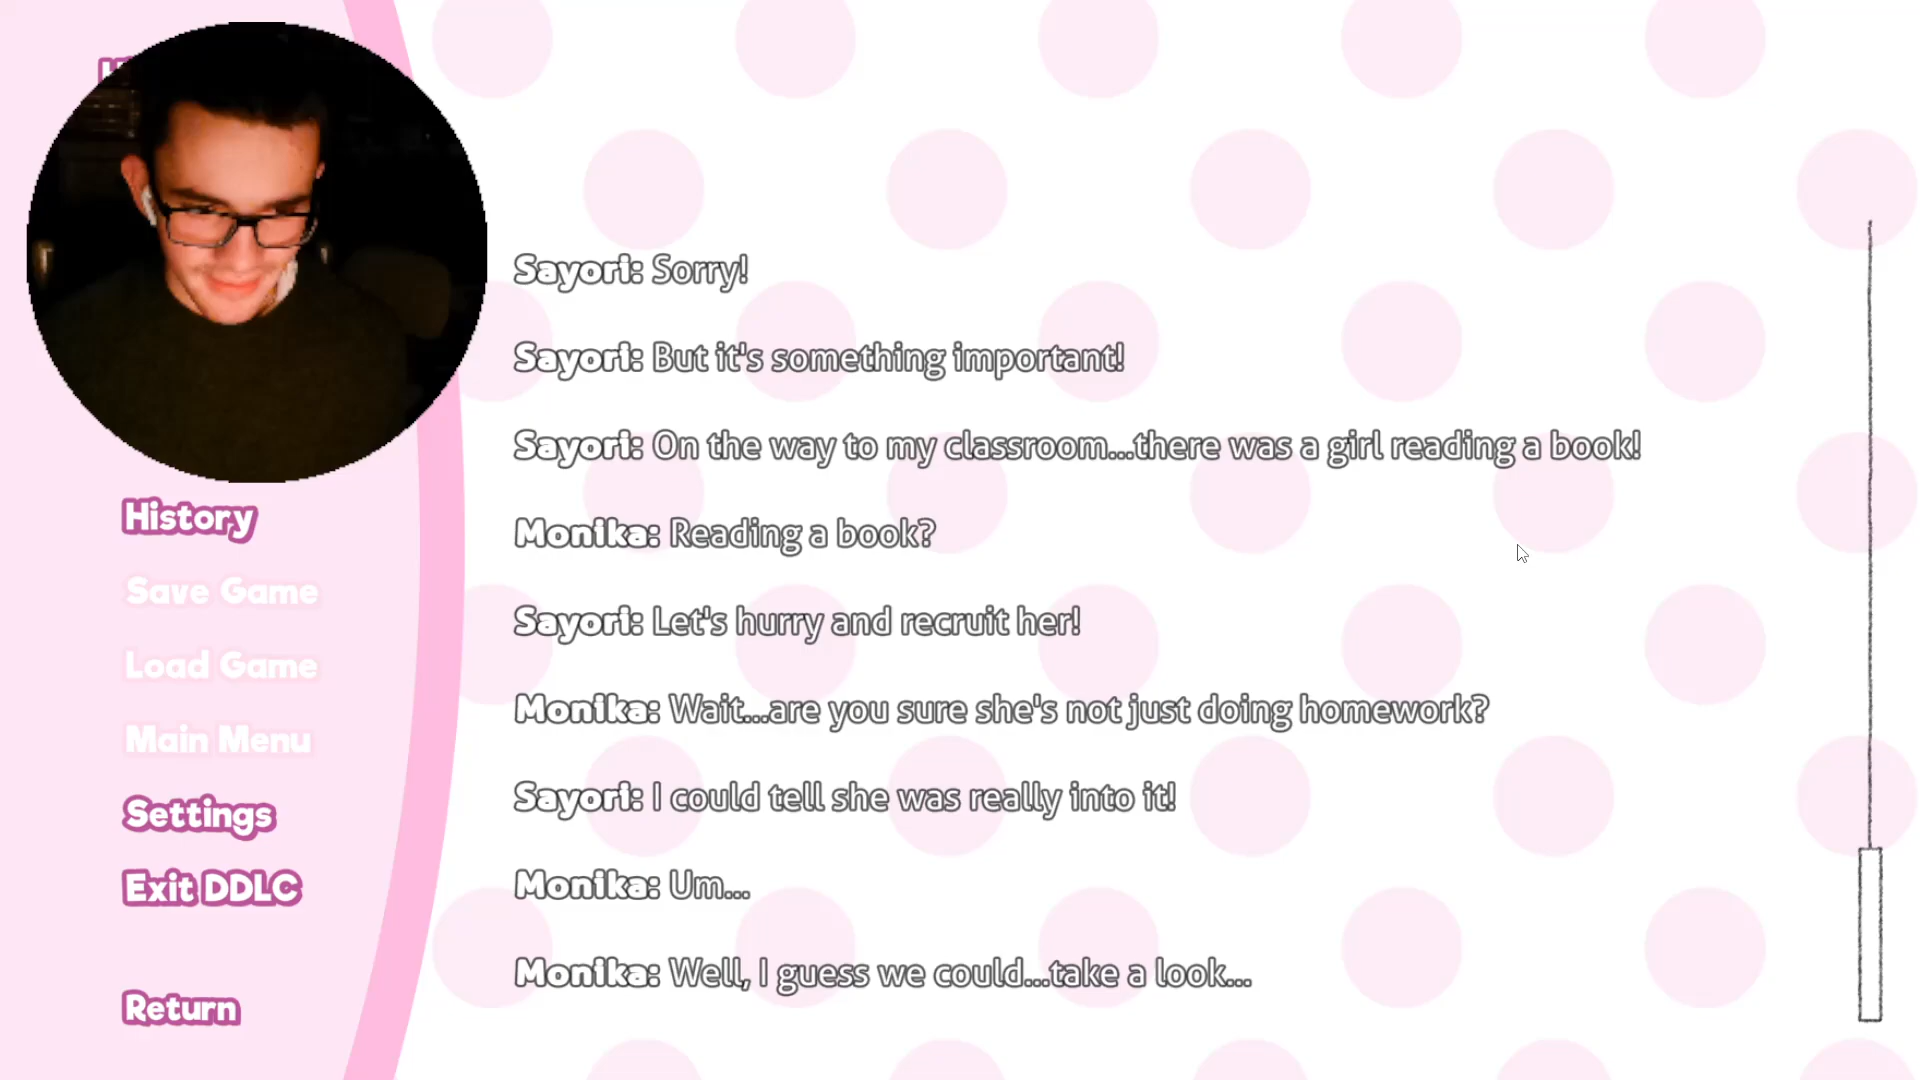 Sayori: Sorry!
Sayori: But it's something important!
Sayori: On the way to my classroom...there was a girl reading a book!
Monika: Reading a book?
Sayori: Let's hurry and recruit her!
Monika: Wait...are you sure she's not just doing homework?
Sayori: I could tell she was really into it!
Monika: Um...
Monika: Well, I guess we could...take a look...
History
Save Game
Load Game
Main Menu
Settings
Exit DDLC
Return